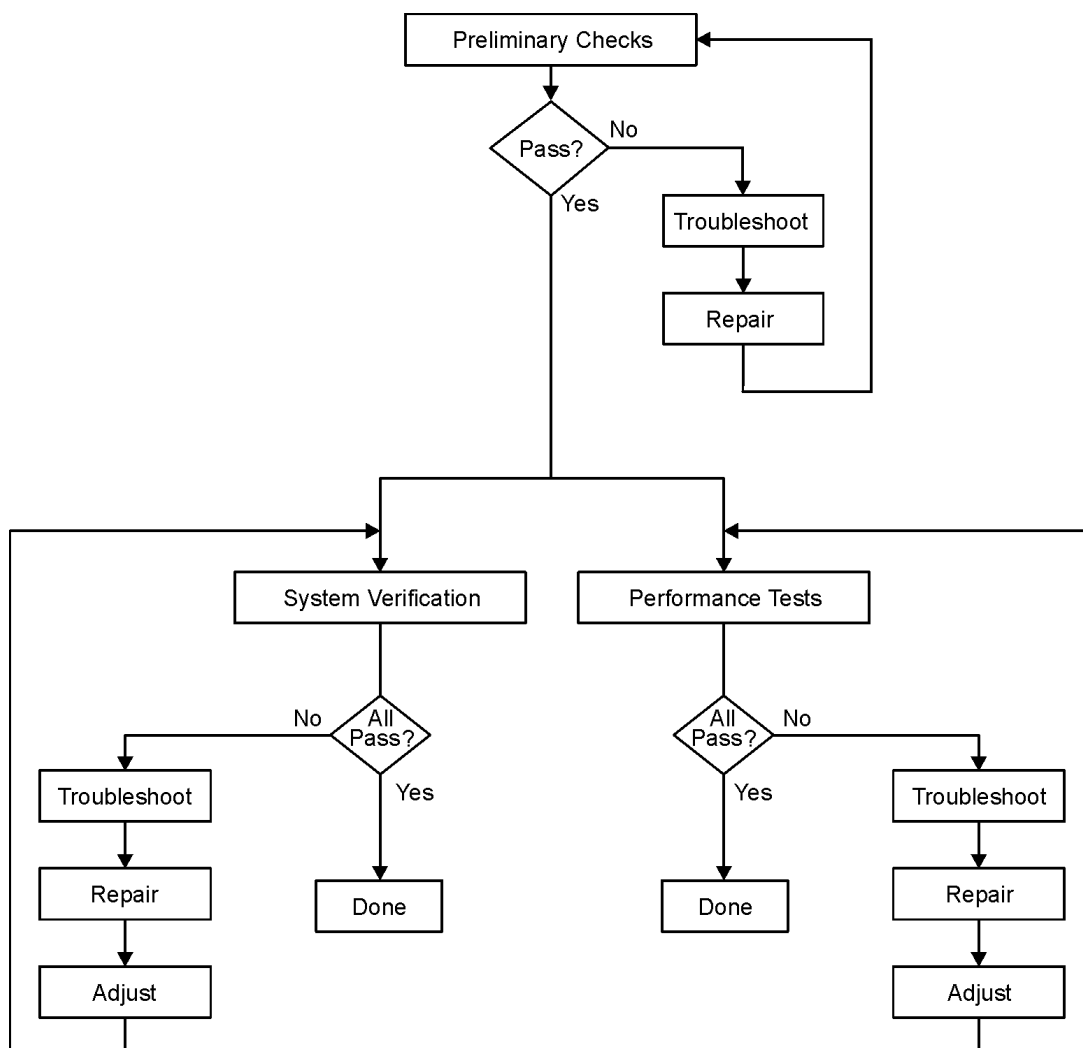 Preliminary Checks
Pass?
No
Yes
Troubleshoot
Repair
System Verification
Performance Tests
No
All
Pass?
Yes
All
Pass?
No
Yes
Troubleshoot
Troubleshoot
Repair
Done
Done
Repair
Adjust
Adjust